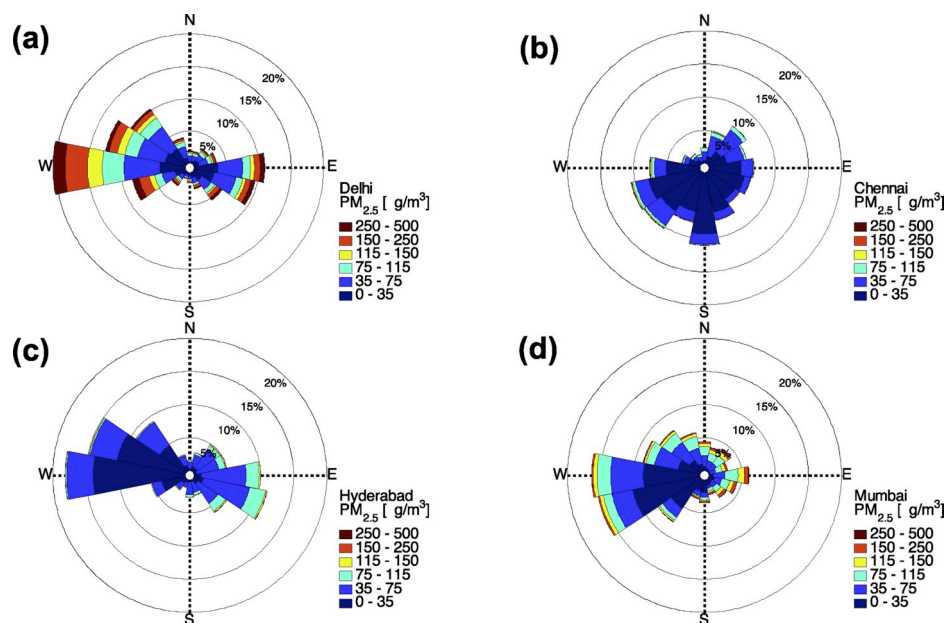 (a)
N
20%
15%
10%
5%
W
E
S
Delhi
PM2.5 [ g/m3]
250 - 500
150 - 250
115 - 150
75 - 115
35 - 75
0 - 35
(b)
N
20%
15%
10%
5%
W
E
S
Chennai
PM2.5 [ g/m3]
250 - 500
150 - 250
115 - 150
75 - 115
35 - 75
0 - 35
(c)
N
20%
15%
10%
5%
W
E
S
Hyderabad
PM2.5 [ g/m3]
250 - 500
150 - 250
115 - 150
75 - 115
35 - 75
0 - 35
(d)
N
20%
15%
10%
5%
W
E
S
Mumbai
PM2.5 [ g/m3]
250 - 500
150 - 250
115 - 150
75 - 115
35 - 75
0 - 35